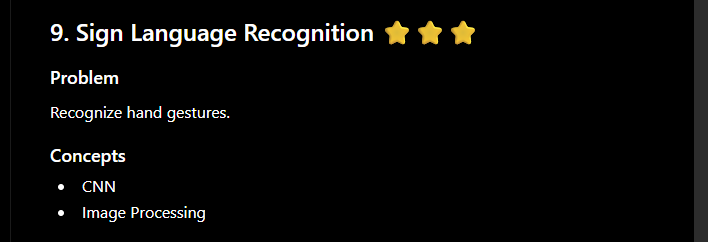 9. Sign Language Recognition ⭐⭐⭐
Problem
Recognize hand gestures.
Concepts
• CNN
• Image Processing